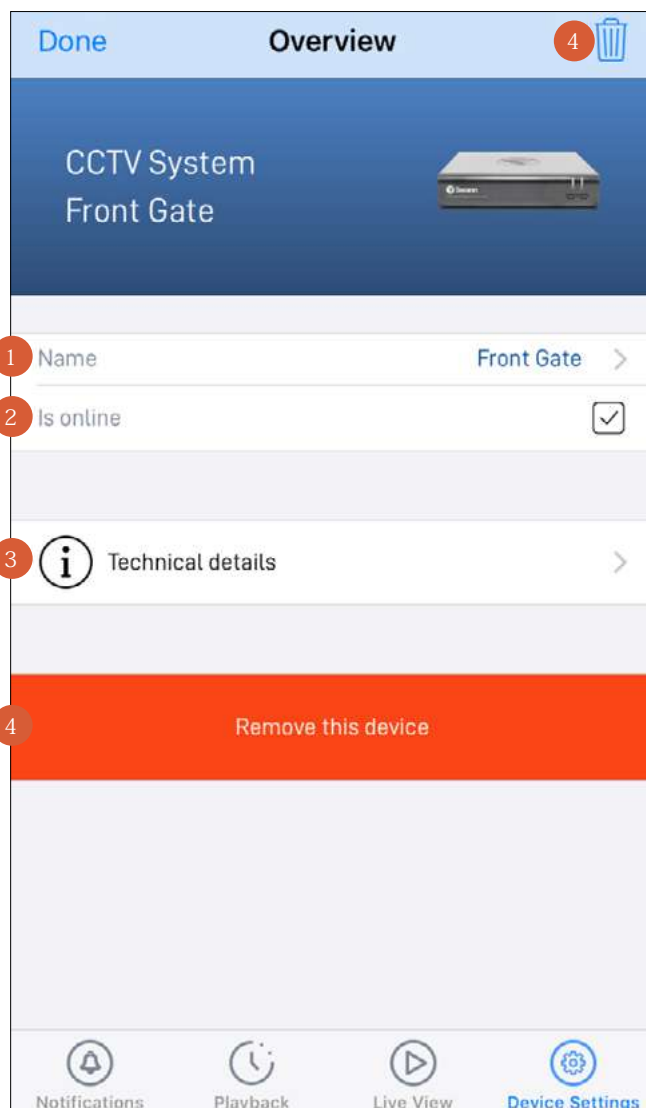 Done Overview 4
CCTV System
Front Gate
1 Name Front Gate
2 Is online
3 i Technical details
4 Remove this device
Notifications Playback Live View Device Settings